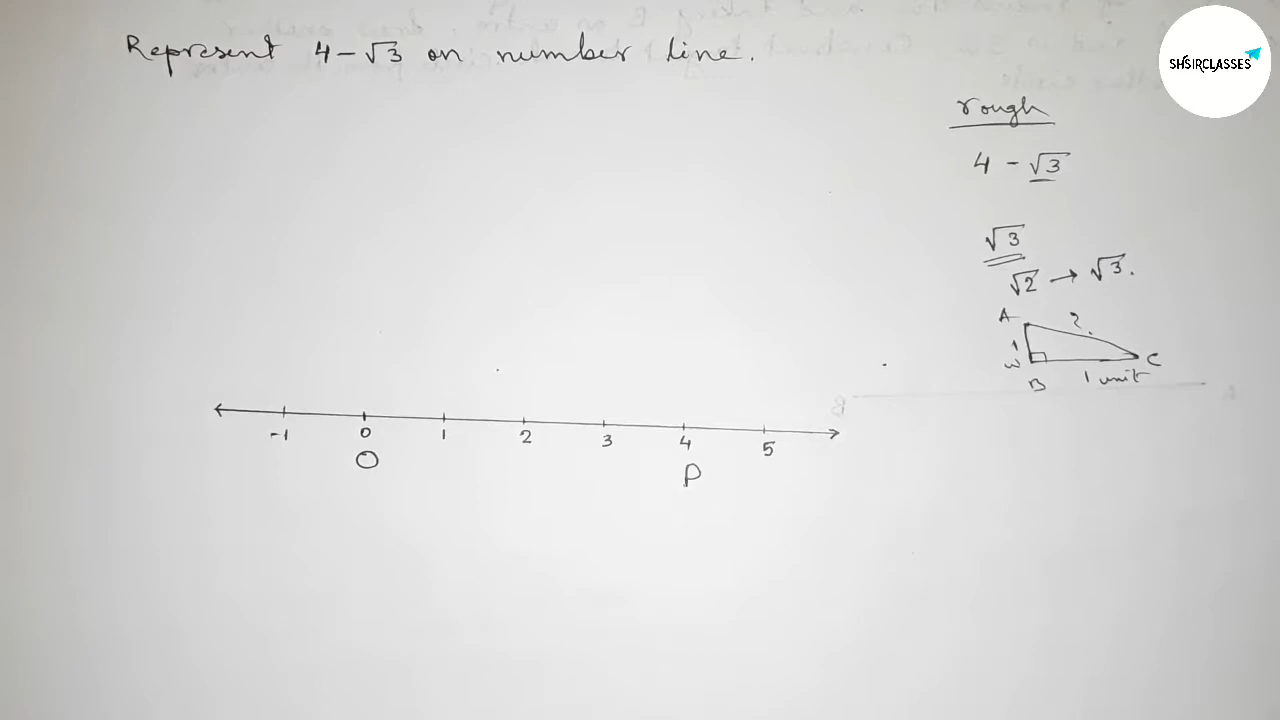 Represent 4 - √3 on number line.
SHSIRCLASSES
rough
4 - √3
√3
√2 → √3.
A ?
1
B 1 unit C
-1 0 1 2 3 4 5
O P